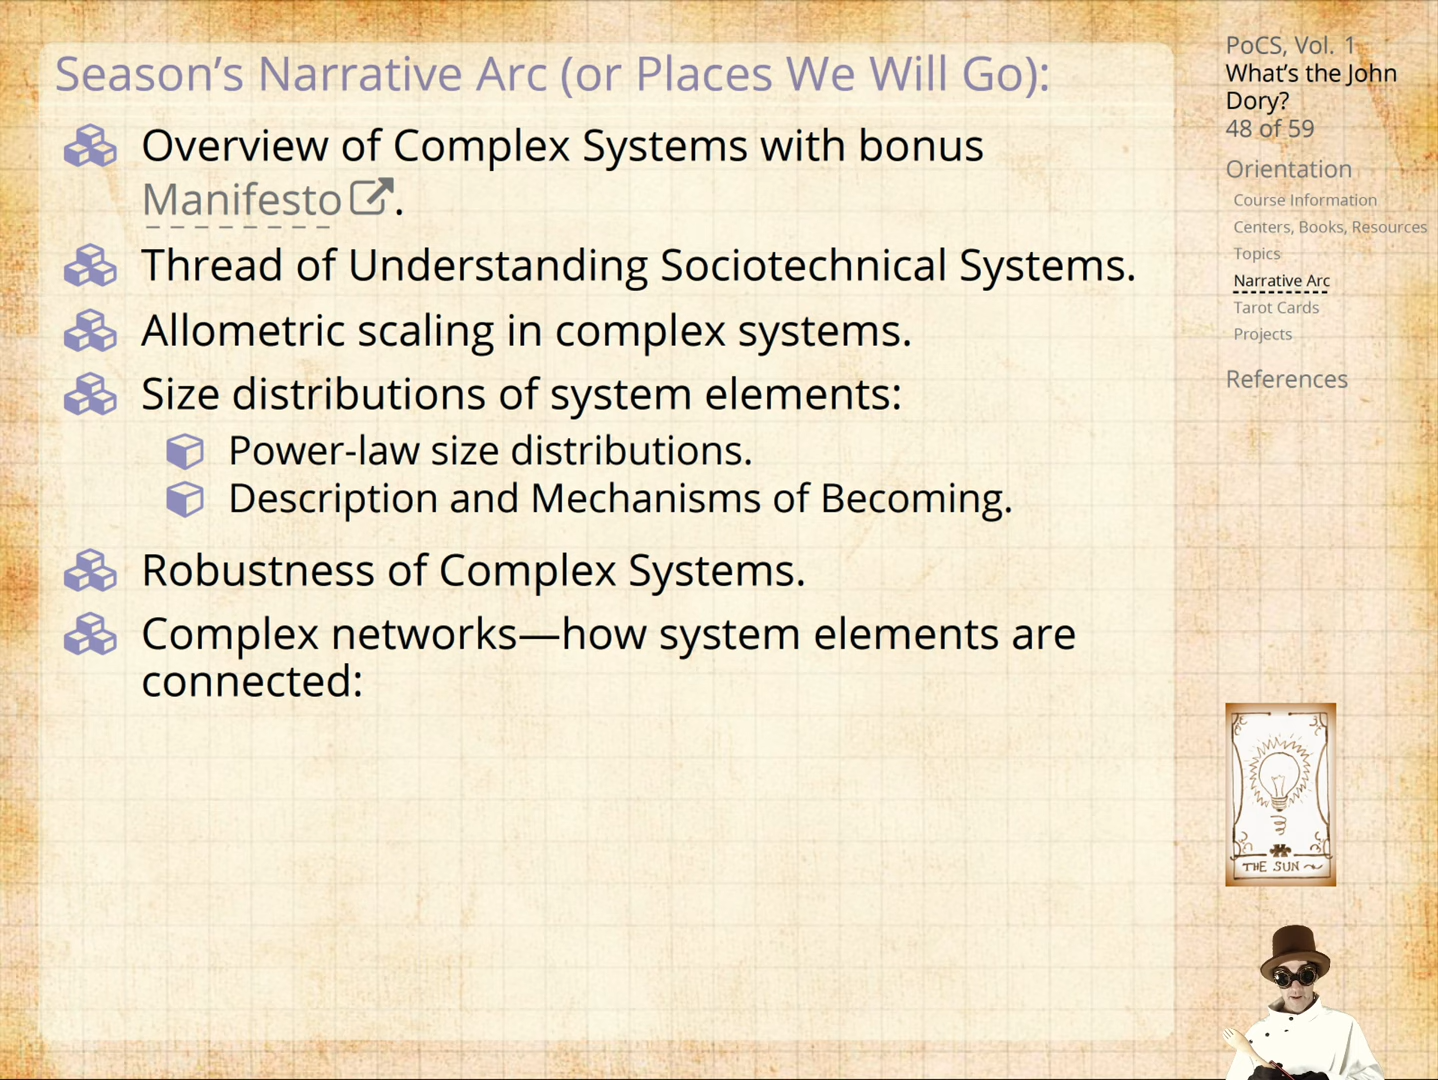 Season’s Narrative Arc (or Places We Will Go):
Overview of Complex Systems with bonus
Manifesto.
Thread of Understanding Sociotechnical Systems.
Allometric scaling in complex systems.
Size distributions of system elements:
Power-law size distributions.
Description and Mechanisms of Becoming.
Robustness of Complex Systems.
Complex networks—how system elements are
connected:
PoCS, Vol. 1
What’s the John
Dory?
48 of 59
Orientation
Course Information
Centers, Books, Resources
Topics
Narrative Arc
Tarot Cards
Projects
References
THE SUN